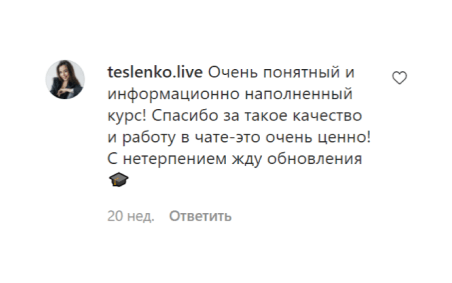 teslenko.live Очень понятный и
информационно наполненный
курс! Спасибо за такое качество
и работу в чате-это очень ценно!
С нетерпением жду обновления
🎓
20 нед. Ответить